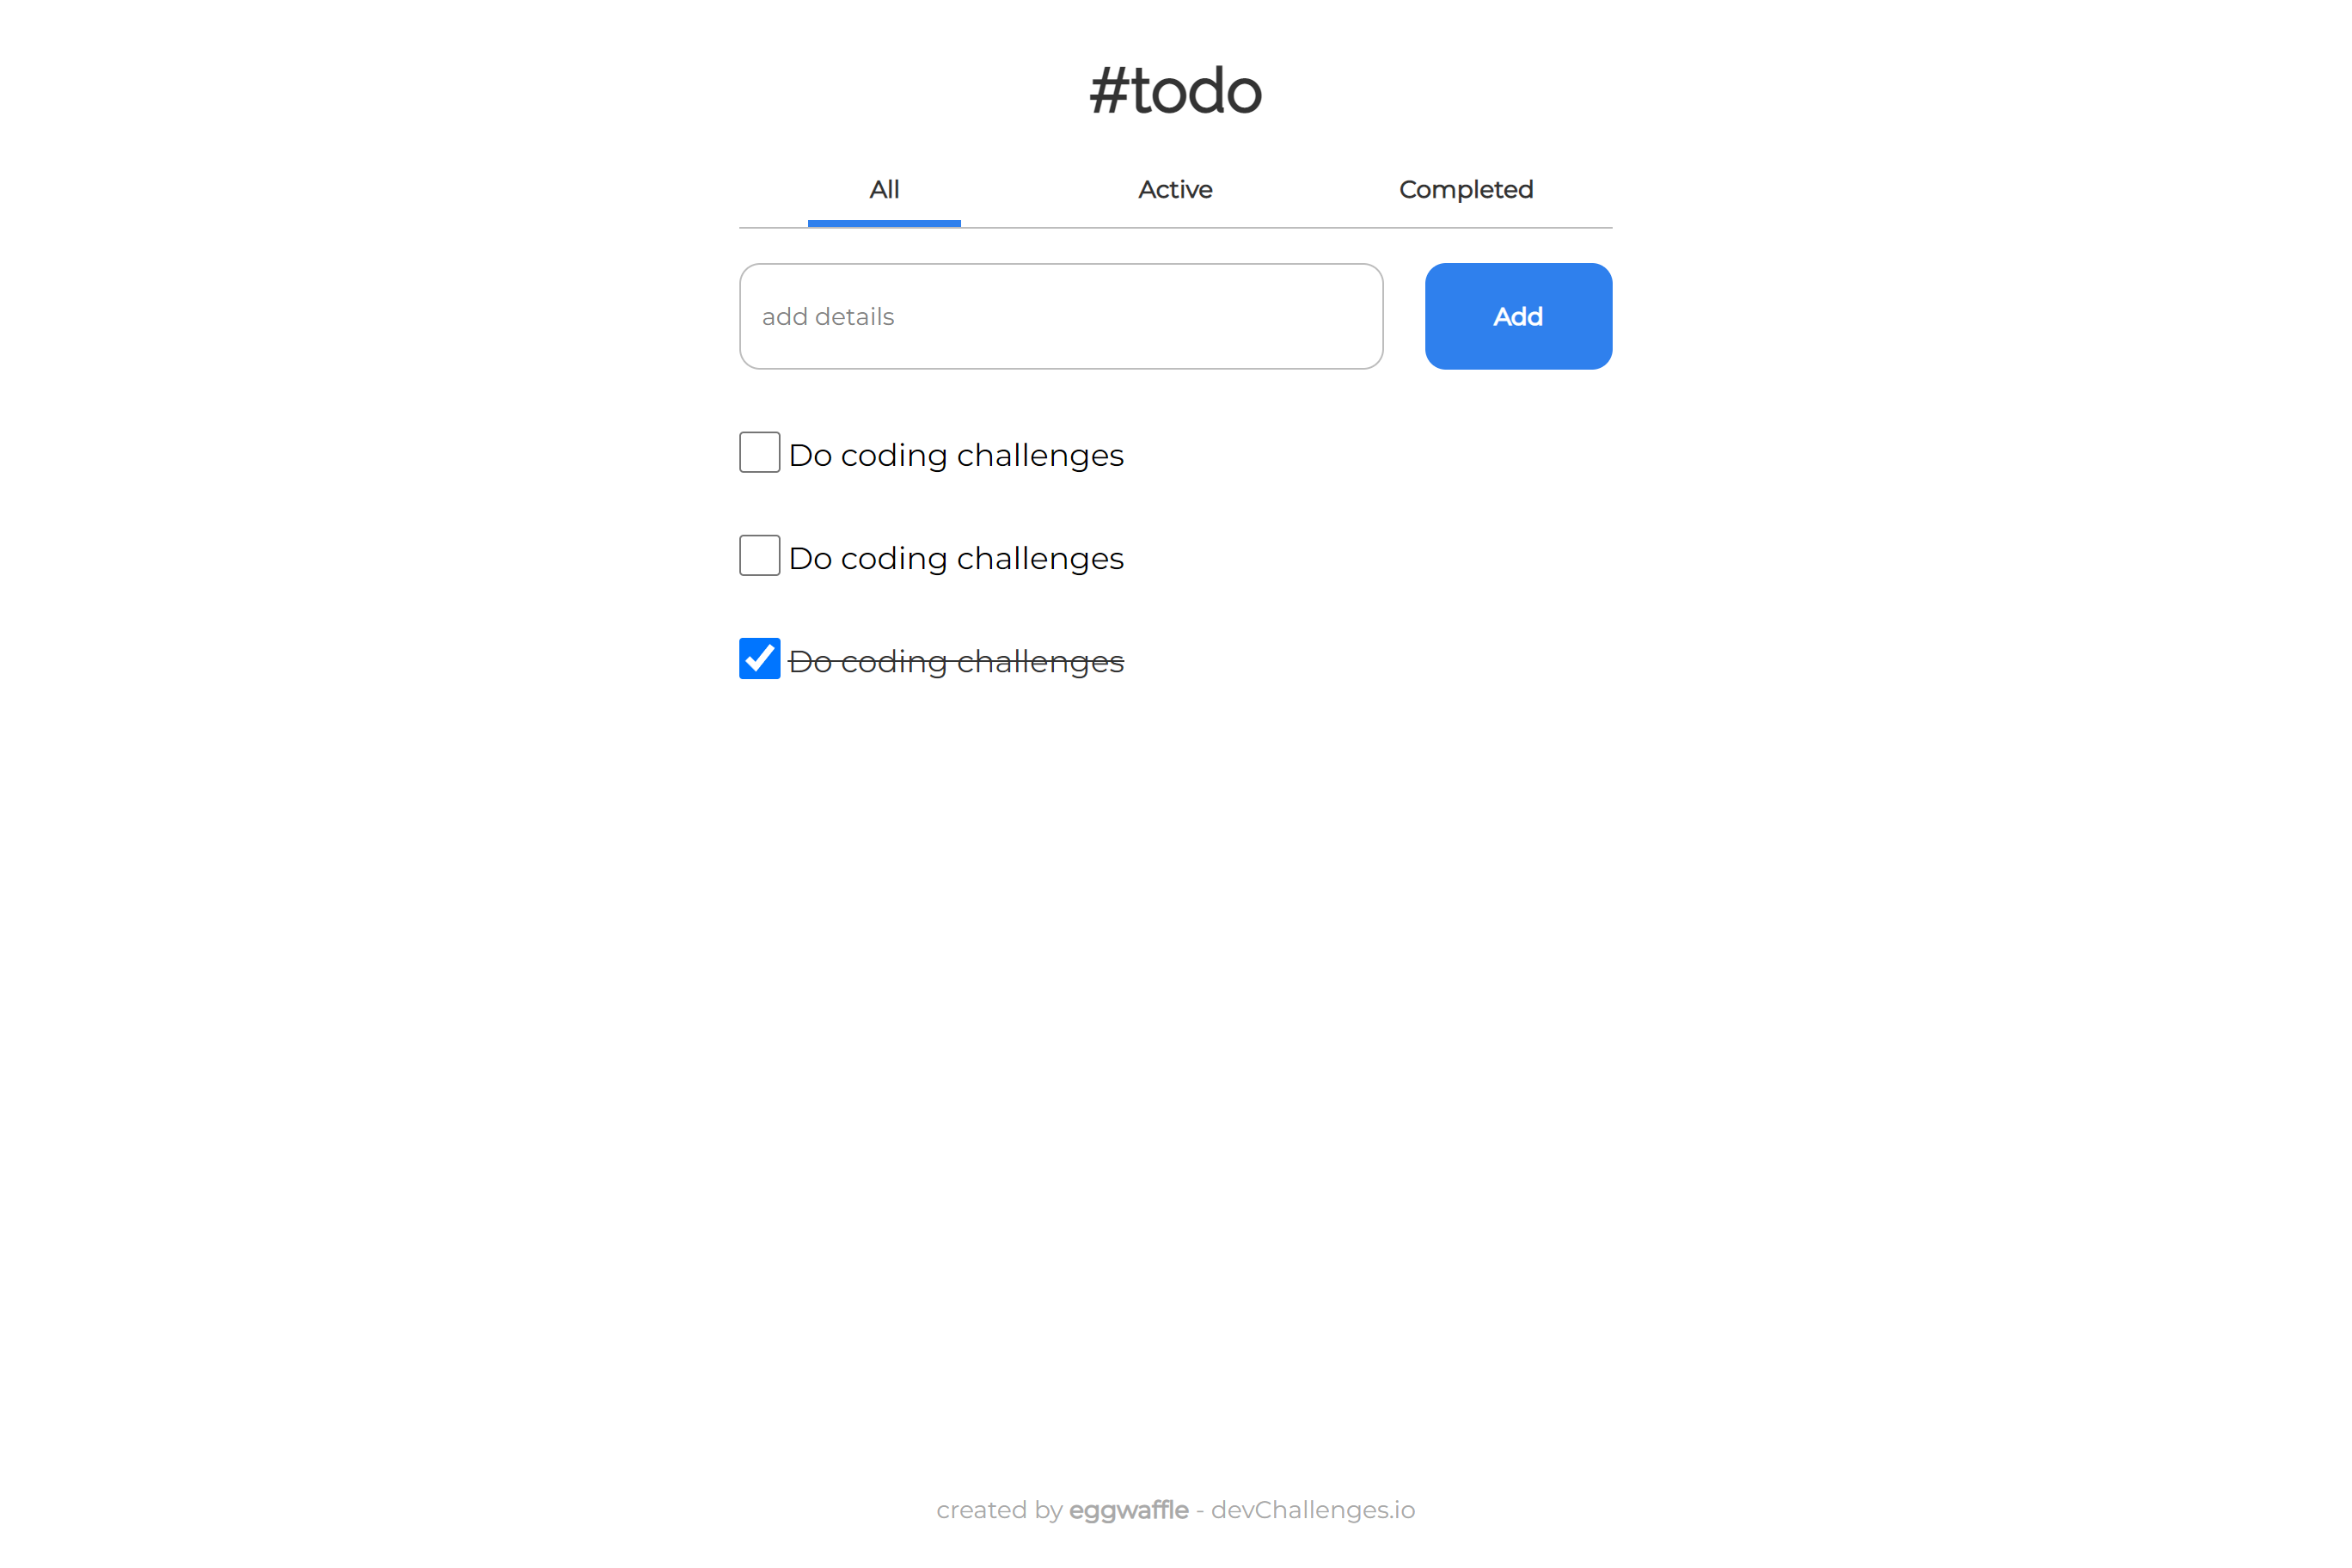 #todo
All Active Completed
add details Add
Do coding challenges
Do coding challenges
Do coding challenges
created by eggwaffle - devChallenges.io